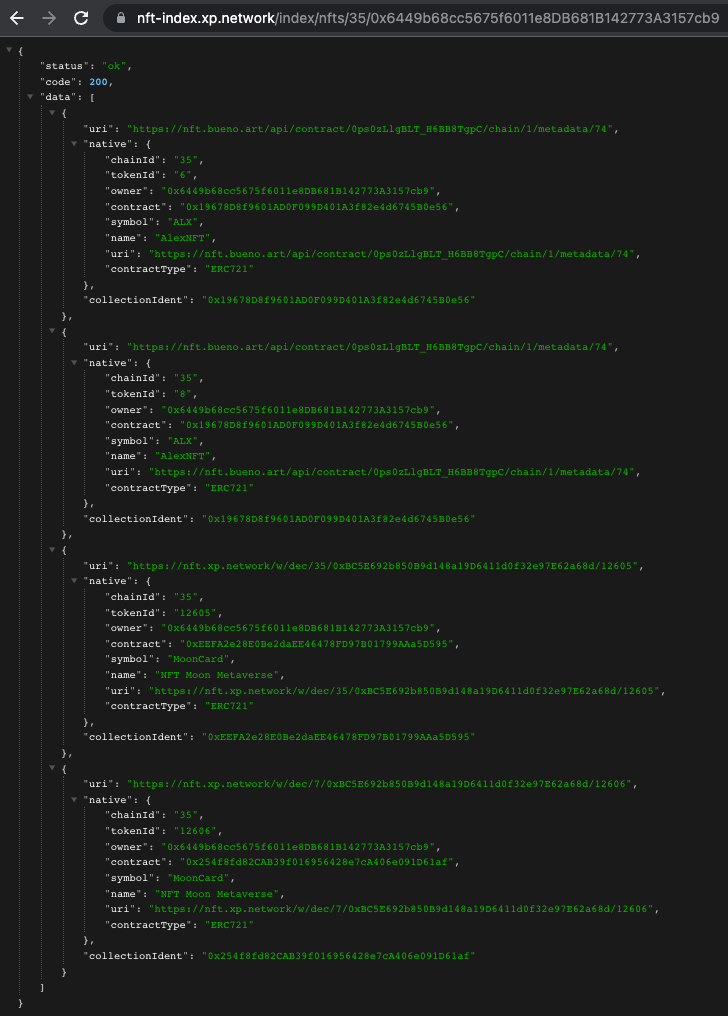 nft-index.xp.network/index/nfts/35/0x6449b68cc5675f6011e8DB681B142773A3157cb9
{
"status": "ok",
"code": 200,
"data": [
{
"uri": "https://nft.bueno.art/api/contract/0ps0zLlgBLT_H6BB8TgpC/chain/1/metadata/74",
"native": {
"chainId": "35",
"tokenId": "6",
"owner": "0x6449b68cc5675f6011e8DB681B142773A3157cb9",
"contract": "0x19678D8f9601AD0F099D401A3f82e4d6745B0e56",
"symbol": "ALX",
"name": "AlexNFT",
"uri": "https://nft.bueno.art/api/contract/0ps0zLlgBLT_H6BB8TgpC/chain/1/metadata/74",
"contractType": "ERC721"
},
"collectionIdent": "0x19678D8f9601AD0F099D401A3f82e4d6745B0e56"
},
{
"uri": "https://nft.bueno.art/api/contract/0ps0zLlgBLT_H6BB8TgpC/chain/1/metadata/74",
"native": {
"chainId": "35",
"tokenId": "8",
"owner": "0x6449b68cc5675f6011e8DB681B142773A3157cb9",
"contract": "0x19678D8f9601AD0F099D401A3f82e4d6745B0e56",
"symbol": "ALX",
"name": "AlexNFT",
"uri": "https://nft.bueno.art/api/contract/0ps0zLlgBLT_H6BB8TgpC/chain/1/metadata/74",
"contractType": "ERC721"
},
"collectionIdent": "0x19678D8f9601AD0F099D401A3f82e4d6745B0e56"
},
{
"uri": "https://nft.xp.network/w/dec/35/0xBC5E692b850B9d148a19D6411d0f32e97E62a68d/12605",
"native": {
"chainId": "35",
"tokenId": "12605",
"owner": "0x6449b68cc5675f6011e8DB681B142773A3157cb9",
"contract": "0xEEFA2e28E0Be2daEE46478FD97B01799AAa5D595",
"symbol": "MoonCard",
"name": "NFT Moon Metaverse",
"uri": "https://nft.xp.network/w/dec/35/0xBC5E692b850B9d148a19D6411d0f32e97E62a68d/12605",
"contractType": "ERC721"
},
"collectionIdent": "0xEEFA2e28E0Be2daEE46478FD97B01799AAa5D595"
},
{
"uri": "https://nft.xp.network/w/dec/7/0xBC5E692b850B9d148a19D6411d0f32e97E62a68d/12606",
"native": {
"chainId": "35",
"tokenId": "12606",
"owner": "0x6449b68cc5675f6011e8DB681B142773A3157cb9",
"contract": "0x254f8fd82CAB39f016956428e7cA406e091D61af",
"symbol": "MoonCard",
"name": "NFT Moon Metaverse",
"uri": "https://nft.xp.network/w/dec/7/0xBC5E692b850B9d148a19D6411d0f32e97E62a68d/12606",
"contractType": "ERC721"
},
"collectionIdent": "0x254f8fd82CAB39f016956428e7cA406e091D61af"
}
]
}